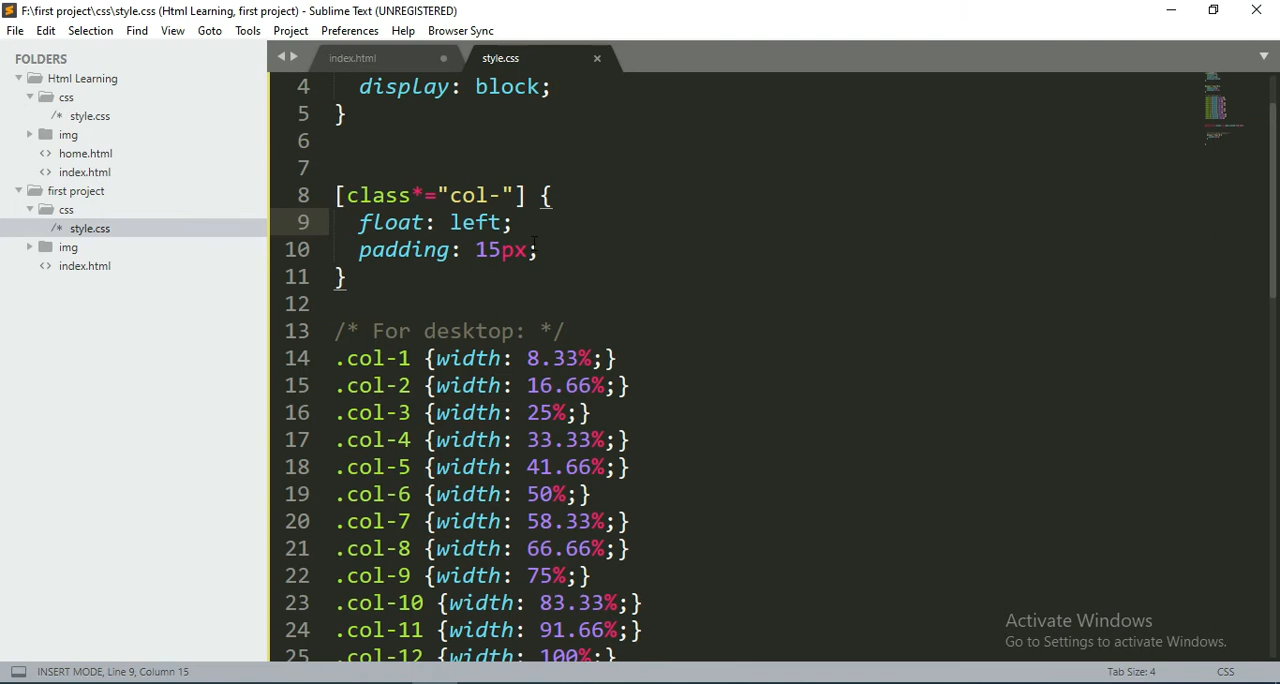 F:\first project\css\style.css (Html Learning, first project) - Sublime Text (UNREGISTERED)
File Edit Selection Find View Goto Tools Project Preferences Help Browser Sync
FOLDERS
Html Learning
css
/* style.css
img
<> home.html
<> index.html
first project
css
/* style.css
img
<> index.html
index.html style.css
4 display: block;
5 }
6
7
8 [class*="col-"] {
9 float: left;
10 padding: 15px;
11 }
12
13 /* For desktop: */
14 .col-1 {width: 8.33%;}
15 .col-2 {width: 16.66%;}
16 .col-3 {width: 25%;}
17 .col-4 {width: 33.33%;}
18 .col-5 {width: 41.66%;}
19 .col-6 {width: 50%;}
20 .col-7 {width: 58.33%;}
21 .col-8 {width: 66.66%;}
22 .col-9 {width: 75%;}
23 .col-10 {width: 83.33%;}
24 .col-11 {width: 91.66%;}
25 .col-12 {width: 100%;}
Activate Windows
Go to Settings to activate Windows.
INSERT MODE, Line 9, Column 15
Tab Size: 4
CSS